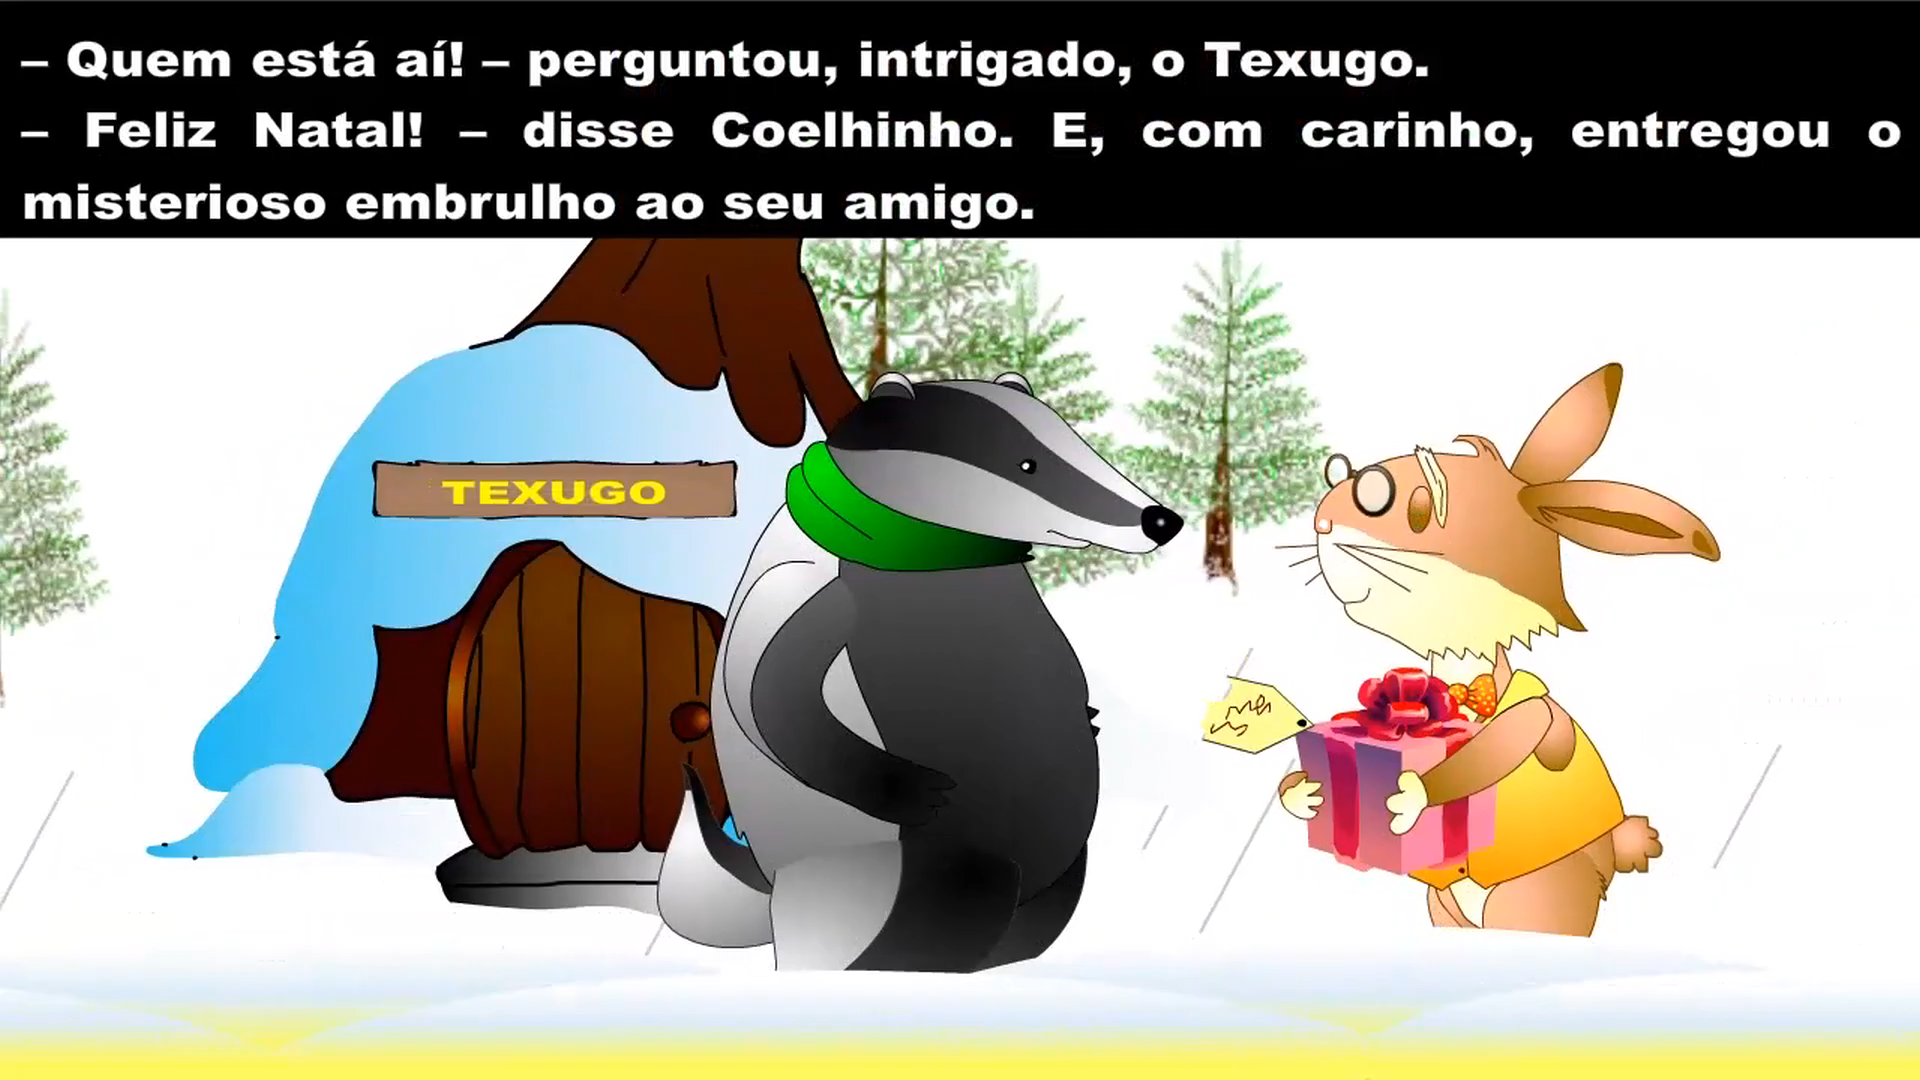 – Quem está aí! – perguntou, intrigado, o Texugo.
– Feliz Natal! – disse Coelhinho. E, com carinho, entregou o
misterioso embrulho ao seu amigo.
TEXUGO